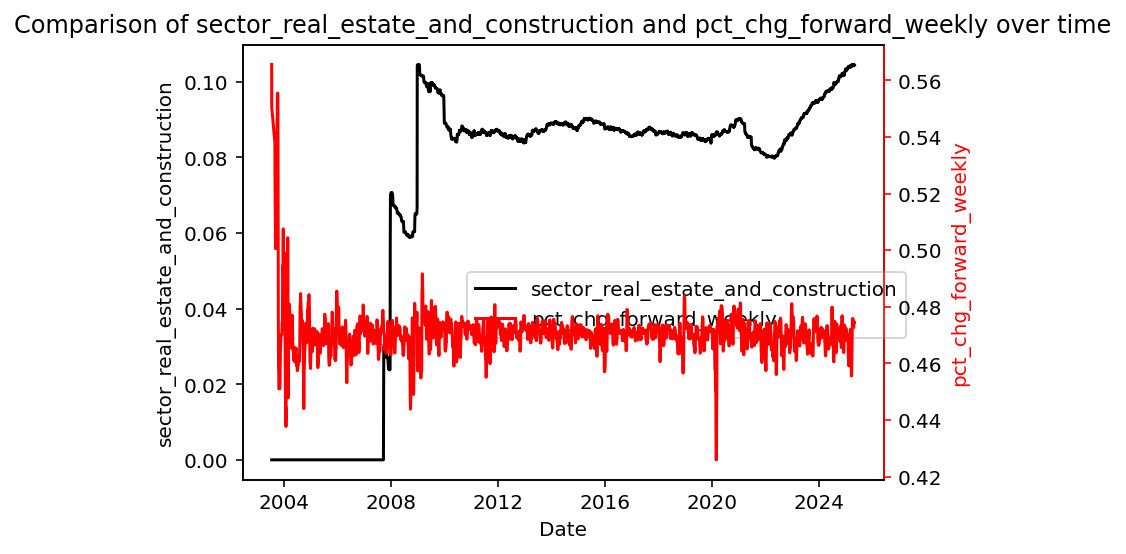 Comparison of sector_real_estate_and_construction and pct_chg_forward_weekly over time
sector_real_estate_and_construction
0.10
0.08
0.06
0.04
0.02
0.00
0.56
0.54
0.52
0.50
0.48
0.46
0.44
0.42
pct_chg_forward_weekly
sector_real_estate_and_construction
pct_chg_forward_weekly
2004 2008 2012 2016 2020 2024
Date